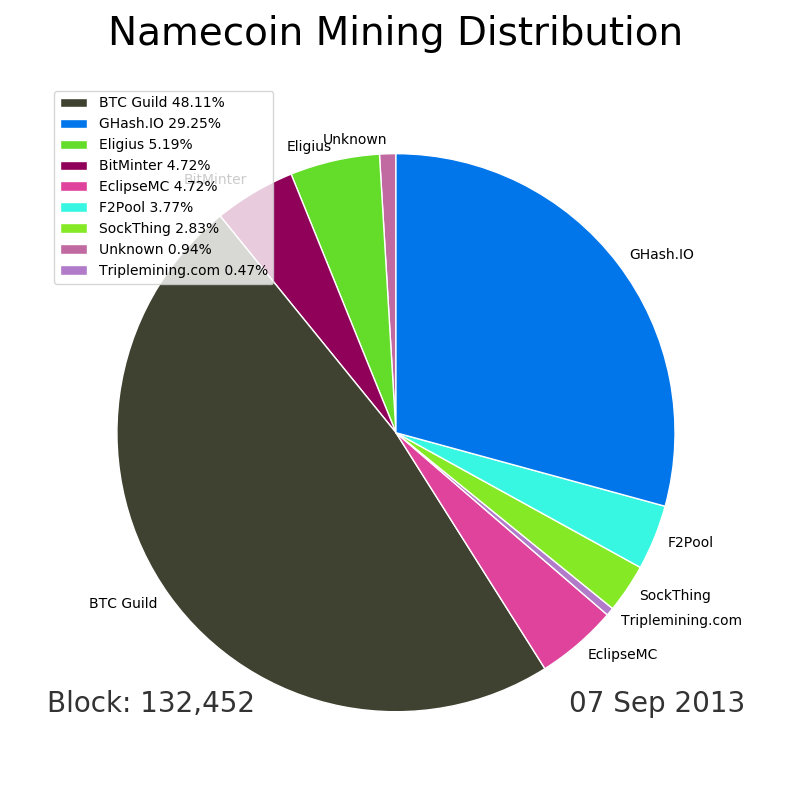 Namecoin Mining Distribution
BTC Guild 48.11%
GHash.IO 29.25%
Eligius 5.19%
BitMinter 4.72%
EclipseMC 4.72%
F2Pool 3.77%
SockThing 2.83%
Unknown 0.94%
Triplemining.com 0.47%
Unknown
Eligius
BitMinter
GHash.IO
F2Pool
SockThing
BTC Guild
Triplemining.com
EclipseMC
Block: 132,452
07 Sep 2013